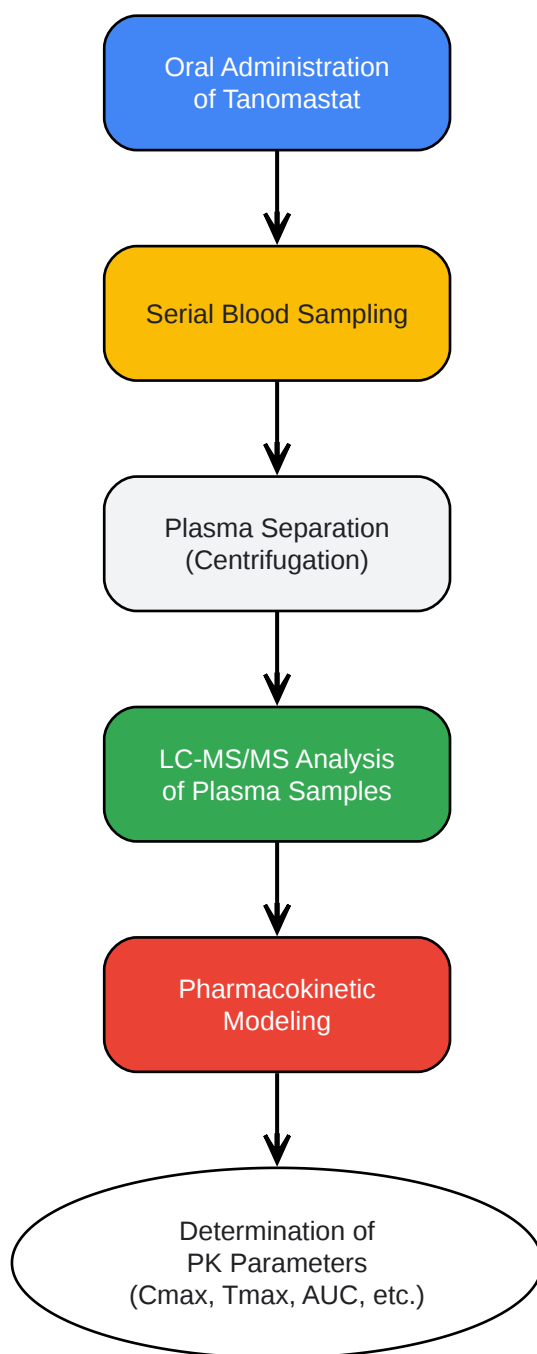 Oral Administration
of Tanomastat
Serial Blood Sampling
Plasma Separation
(Centrifugation)
LC-MS/MS Analysis
of Plasma Samples
Pharmacokinetic
Modeling
Determination of
PK Parameters
(Cmax, Tmax, AUC, etc.)